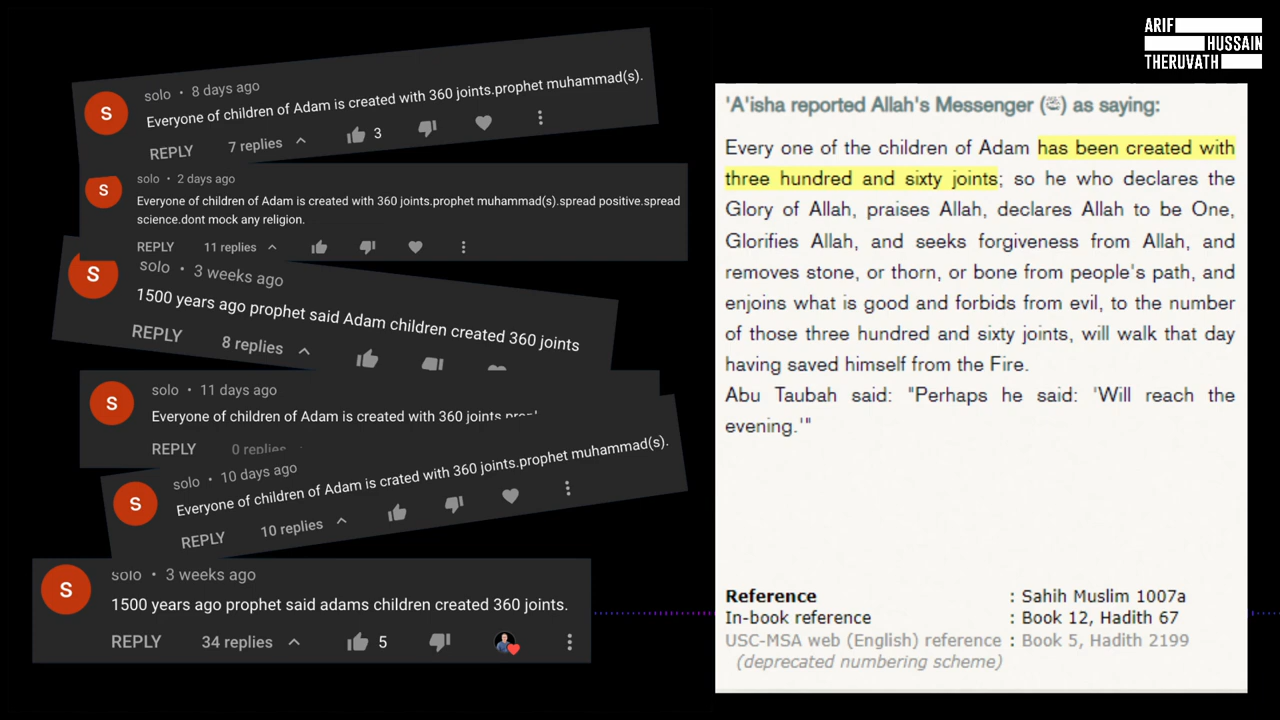 ARIF
HUSSAIN
THERUVATH
S
solo • 8 days ago
Everyone of children of Adam is created with 360 joints.prophet muhammad(s).
REPLY 7 replies 3
S
solo • 2 days ago
Everyone of children of Adam is created with 360 joints.prophet muhammad(s).spread positive.spread
science.dont mock any religion.
REPLY 11 replies
S
solo • 3 weeks ago
1500 years ago prophet said Adam children created 360 joints
REPLY 8 replies
S
solo • 11 days ago
Everyone of children of Adam is created with 360 joints
REPLY 0 replies
S
solo • 10 days ago
Everyone of children of Adam is crated with 360 joints.prophet muhammad(s).
REPLY 10 replies
S
solo • 3 weeks ago
1500 years ago prophet said adams children created 360 joints.
REPLY 34 replies 5
'A'isha reported Allah's Messenger (ﷺ) as saying:
Every one of the children of Adam has been created with
three hundred and sixty joints; so he who declares the
Glory of Allah, praises Allah, declares Allah to be One,
Glorifies Allah, and seeks forgiveness from Allah, and
removes stone, or thorn, or bone from people's path, and
enjoins what is good and forbids from evil, to the number
of those three hundred and sixty joints, will walk that day
having saved himself from the Fire.
Abu Taubah said: "Perhaps he said: 'Will reach the
evening.'"
Reference : Sahih Muslim 1007a
In-book reference : Book 12, Hadith 67
USC-MSA web (English) reference : Book 5, Hadith 2199
(deprecated numbering scheme)